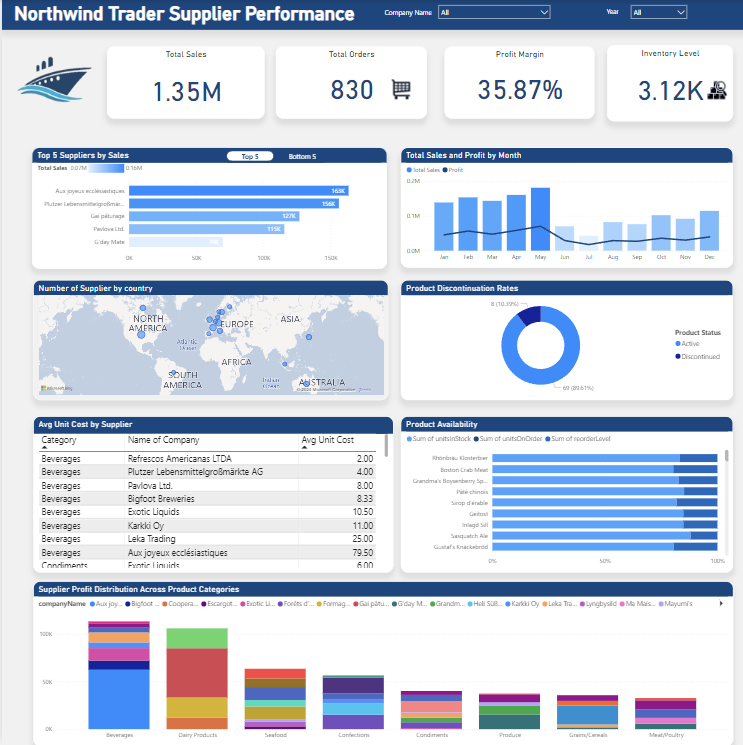 Northwind Trader Supplier Performance
Company Name All Year All
Total Sales
1.35M
Total Orders
830
Profit Margin
35.87%
Inventory Level
3.12K
Top 5 Suppliers by Sales Top 5 Bottom 5
Total Sales 0.07M 0.16M
Aux joyeux ecclésiastiques 163K
Plutzer Lebensmittelgroßmär... 156K
Gai pâturage 127K
Pavlova Ltd. 115K
G'day Mate
0K 50K 100K 150K
Total Sales and Profit by Month
Total Sales Profit
0.2M
0.1M
0.0M
Jan Feb Mar Apr May Jun Jul Aug Sep Oct Nov Dec
Number of Supplier by country
NORTH AMERICA
EUROPE
ASIA
Atlantic Ocean
AFRICA
SOUTH AMERICA
Indian Ocean
AUSTRALIA
Microsoft Bing
Product Discontinuation Rates
8 (10.39%)
69 (89.61%)
Product Status
Active
Discontinued
Avg Unit Cost by Supplier
Category Name of Company Avg Unit Cost
Beverages Refrescos Americanas LTDA 2.00
Beverages Plutzer Lebensmittelgroßmärkte AG 4.00
Beverages Pavlova Ltd. 8.00
Beverages Bigfoot Breweries 8.33
Beverages Exotic Liquids 10.50
Beverages Karkki Oy 11.00
Beverages Leka Trading 25.00
Beverages Aux joyeux ecclésiastiques 79.50
Condiments Exotic Liquids 6.00
Product Availability
Sum of unitsInStock Sum of unitsOnOrder Sum of reorderLevel
Rhönbräu Klosterbier
Boston Crab Meat
Grandma's Boysenberry Sp...
Pâté chinois
Sirop d'érable
Geitost
Inlagd Sill
Sasquatch Ale
Gustaf's Knäckebröd
0% 50% 100%
Supplier Profit Distribution Across Product Categories
companyName Aux joy... Bigfoot ... Coopera... Escargot... Exotic Li... Forêts d'... Formag... Gai pâtu... G'day M... Grandm... Heli Süß... Karkki Oy Leka Tra... Lyngbysild Ma Mais... Mayumi's
100K
50K
0K
Beverages Dairy Products Seafood Confections Condiments Produce Grains/Cereals Meat/Poultry